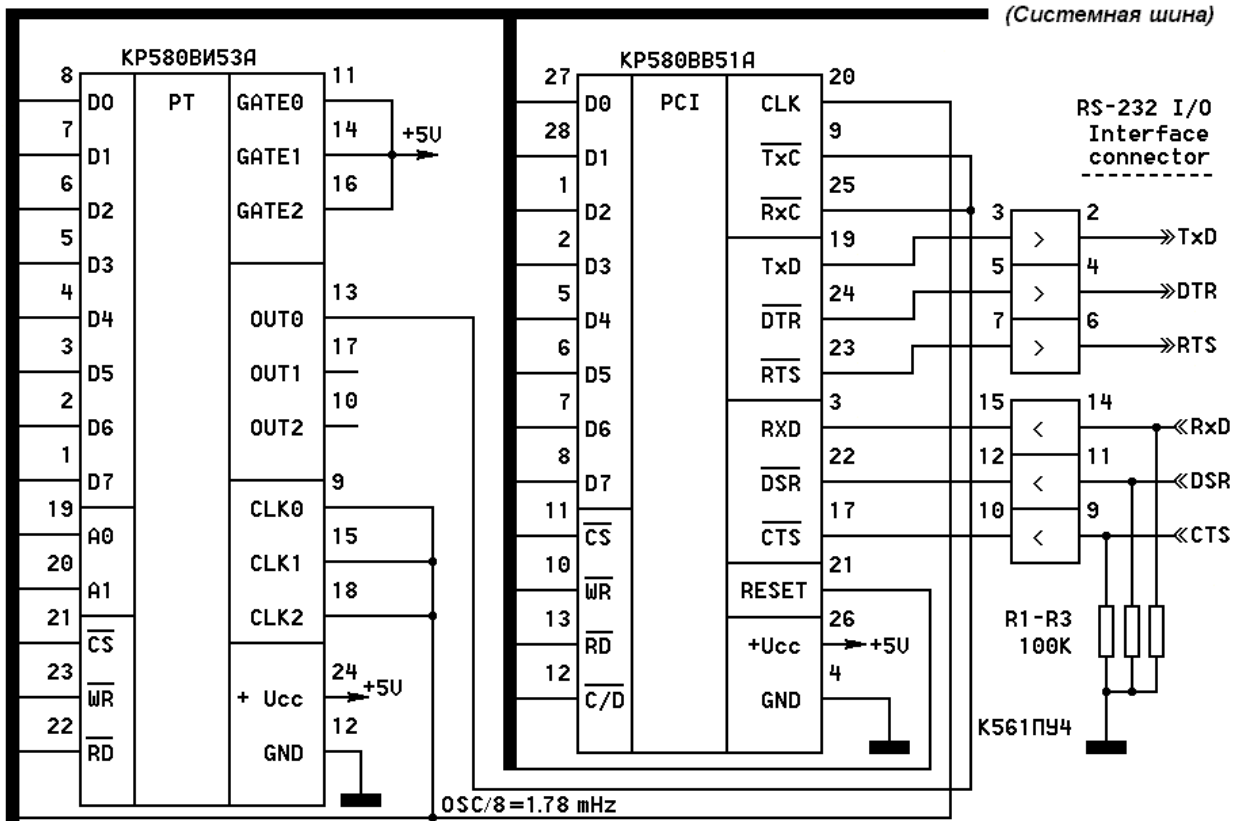 (Системная шина)
КР580ВИ53А
8 D0
7 D1
6 D2
5 D3
4 D4
3 D5
2 D6
1 D7
19 A0
20 A1
21 CS
23 WR
22 RD
PT
GATE0 11
GATE1 14
GATE2 16
+5V
OUT0 13
OUT1 17
OUT2 10
CLK0 9
CLK1 15
CLK2 18
+ Ucc 24
+5V
GND 12
КР580ВВ51А
27 D0
28 D1
1 D2
2 D3
5 D4
6 D5
7 D6
8 D7
11 CS
10 WR
13 RD
12 C/D
PCI
CLK 20
TxC 9
RxC 25
TxD 19
DTR 24
RTS 23
RXD 3
DSR 22
CTS 17
RESET 21
+Ucc 26
+5V
GND 4
RS-232 I/O
Interface
connector
3 > 2 TxD
5 > 4 DTR
7 > 6 RTS
15 < 14 RxD
12 < 11 DSR
10 < 9 CTS
R1-R3
100K
К561ПУ4
OSC/8=1.78 mHz